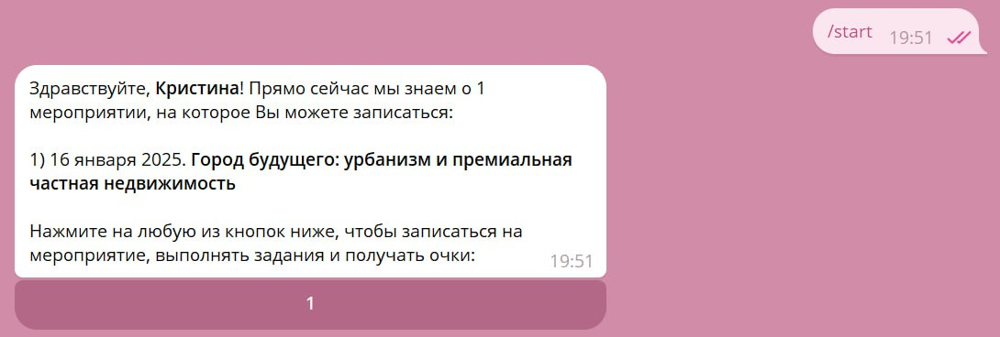 /start 19:51
Здравствуйте, Кристина! Прямо сейчас мы знаем о 1
мероприятии, на которое Вы можете записаться:
1) 16 января 2025. Город будущего: урбанизм и премиальная
частная недвижимость
Нажмите на любую из кнопок ниже, чтобы записаться на
мероприятие, выполнять задания и получать очки:
19:51
1